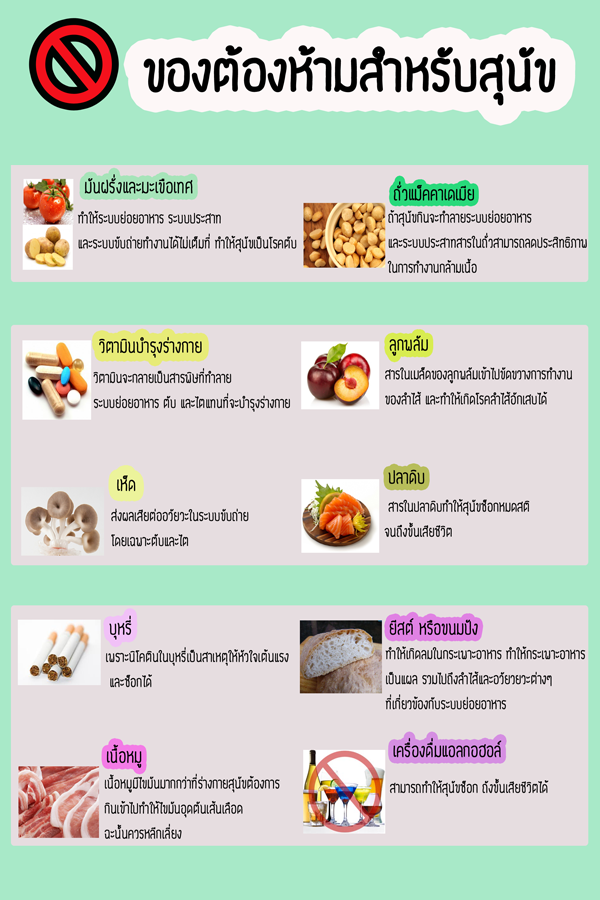 ของต้องห้ามสำหรับสุนัข
มันฝรั่งและมะเขือเทศ
ทำให้ระบบย่อยอาหาร ระบบประสาท
และระบบขับถ่ายทำงานได้ไม่เต็มที่ ทำให้สุนัขเป็นโรคตับ
ถั่วแม็คคาเดเมีย
ถ้าสุนัขกินจะทำลายระบบย่อยอาหาร
และระบบประสาทสารในถั่วสามารถลดประสิทธิภาพ
ในการทำงานกล้ามเนื้อ
วิตามินบำรุงร่างกาย
วิตามินจะกลายเป็นสารพิษที่ทำลาย
ระบบย่อยอาหาร ตับ และไตแทนที่จะบำรุงร่างกาย
ลูกพลัม
สารในเมล็ดของลูกพลัมเข้าไปขัดขวางการทำงาน
ของลำไส้ และทำให้เกิดโรคลำไส้อักเสบได้
เห็ด
ส่งผลเสียต่ออวัยวะในระบบขับถ่าย
โดยเฉพาะตับและไต
ปลาดิบ
สารในปลาดิบทำให้สุนัขช็อกหมดสติ
จนถึงขั้นเสียชีวิต
บุหรี่
เพราะนิโคตินในบุหรี่เป็นสาเหตุให้หัวใจเต้นแรง
และช็อกได้
ยีสต์ หรือขนมปัง
ทำให้เกิดลมในกระเพาะอาหาร ทำให้กระเพาะอาหาร
เป็นแผล รวมไปถึงลำไส้และอวัยวยวะต่างๆ
ที่เกี่ยวข้องกับระบบย่อยอาหาร
เนื้อหมู
เนื้อหมูมีไขมันมากกว่าที่ร่างกายสุนัขต้องการ
กินเข้าไปทำให้ไขมันอุดตันเส้นเลือด
ฉะนั้นควรหลีกเลี่ยง
เครื่องดื่มแอลกอฮอล์
สามารถทำให้สุนัขช็อก ถึงขั้นเสียชีวิตได้